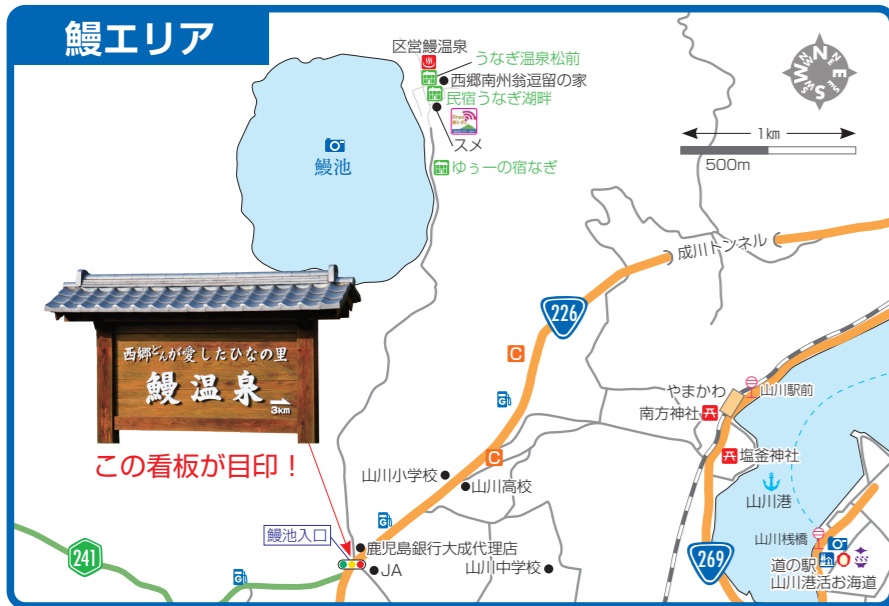 鰻エリア
区営鰻温泉
うなぎ温泉松前
西郷南州翁逗留の家
民宿うなぎ湖畔
スメ
ゆぅーの宿なぎ
鰻池
N
E
S
W
1km
500m
成川トンネル
226
西郷どんが愛したひなの里
鰻温泉
3km
この看板が目印！
C
G
やまかわ
山川駅前
南方神社
塩釜神社
山川港
C
山川小学校
山川高校
G
鰻池入口
鹿児島銀行大成代理店
JA
山川中学校
241
G
269
山川桟橋
道の駅
山川港活お海道